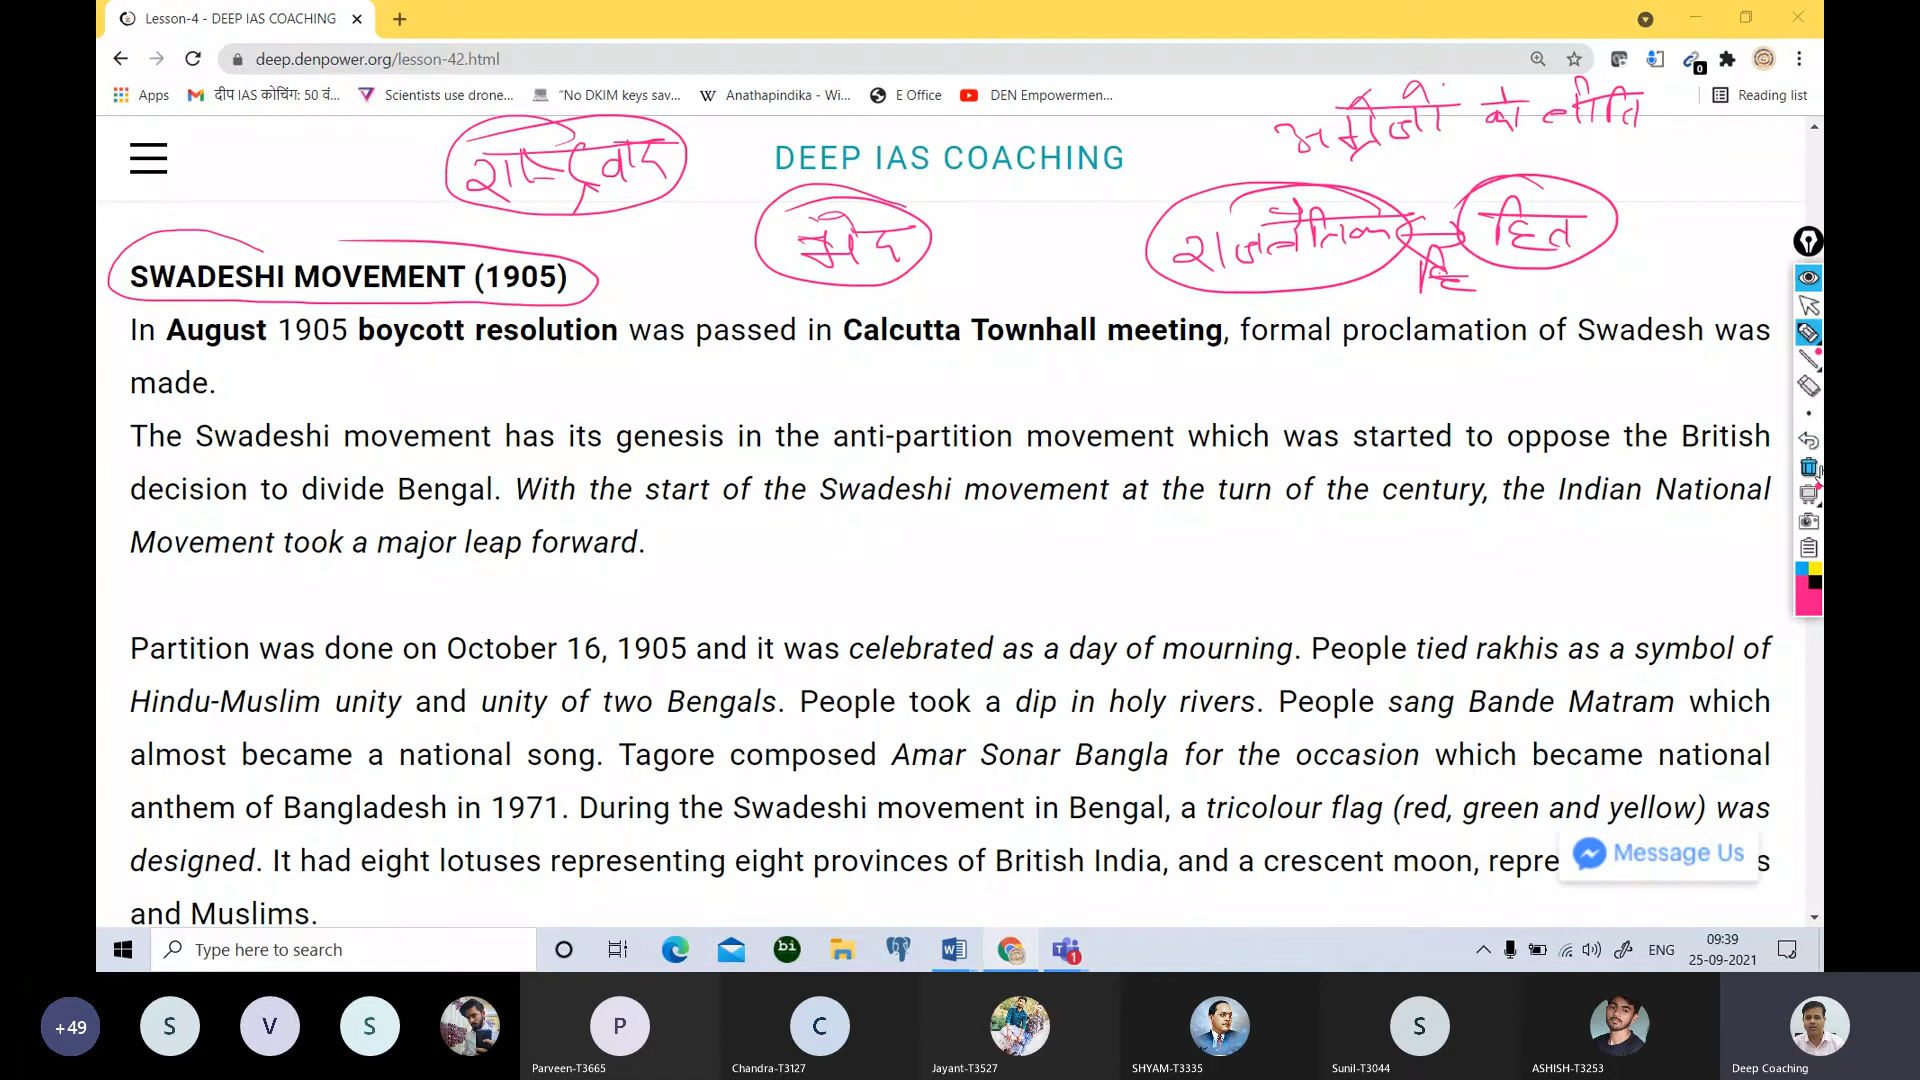 Lesson-4 - DEEP IAS COACHING
deep.denpower.org/lesson-42.html
Apps दीप IAS कोचिंग: 50 वं... Scientists use drone... "No DKIM keys sav... Anathapindika - Wi... E Office DEN Empowermen... Reading list
0
अंग्रेजों की नीति
राष्ट्रवाद
DEEP IAS COACHING
राजनैतिक हित
SWADESHI MOVEMENT (1905)
In August 1905 boycott resolution was passed in Calcutta Townhall meeting, formal proclamation of Swadesh was
made.
The Swadeshi movement has its genesis in the anti-partition movement which was started to oppose the British
decision to divide Bengal. With the start of the Swadeshi movement at the turn of the century, the Indian National
Movement took a major leap forward.
Partition was done on October 16, 1905 and it was celebrated as a day of mourning. People tied rakhis as a symbol of
Hindu-Muslim unity and unity of two Bengals. People took a dip in holy rivers. People sang Bande Matram which
almost became a national song. Tagore composed Amar Sonar Bangla for the occasion which became national
anthem of Bangladesh in 1971. During the Swadeshi movement in Bengal, a tricolour flag (red, green and yellow) was
designed. It had eight lotuses representing eight provinces of British India, and a crescent moon, repre s
Message Us
and Muslims.
Type here to search
bi
1
ENG
09:39
25-09-2021
+49 S V S P C S
Parveen-T3665 Chandra-T3127 Jayant-T3527 SHYAM-T3335 Sunil-T3044 ASHISH-T3253 Deep Coaching